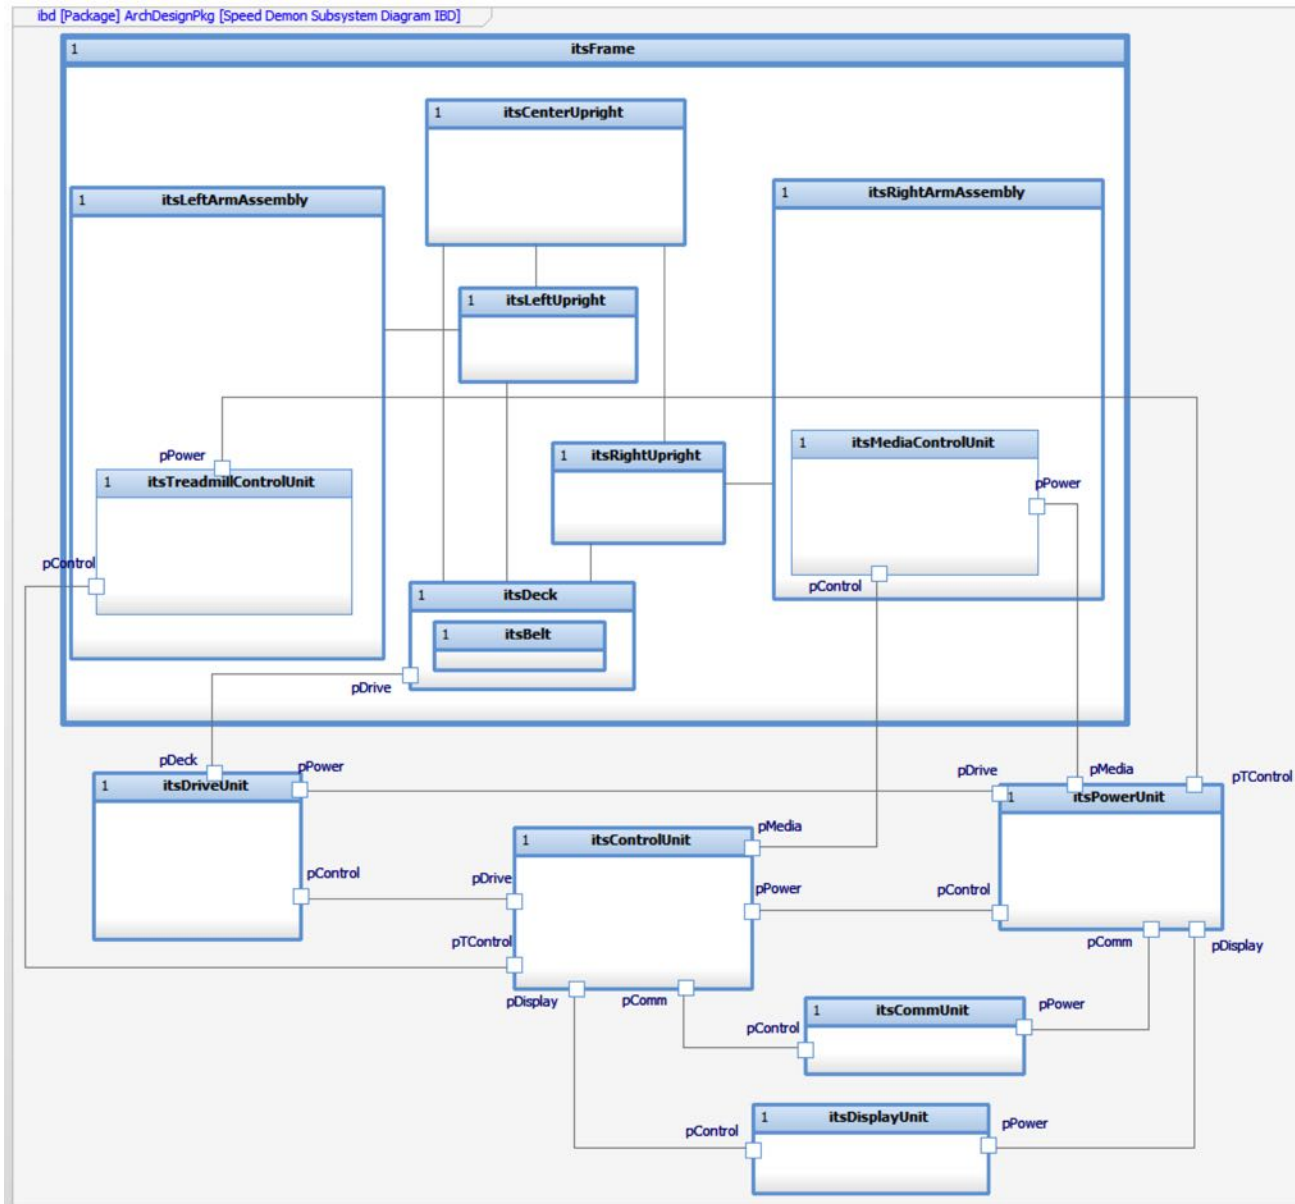 ibd [Package] ArchDesignPkg [Speed Demon Subsystem Diagram IBD]
1 itsFrame
1 itsCenterUpright
1 itsLeftArmAssembly
1 itsRightArmAssembly
1 itsLeftUpright
1 itsMediaControlUnit
pPower
1 itsRightUpright
1 itsTreadmillControlUnit
pPower
pControl
pControl
1 itsDeck
1 itsBelt
pDrive
pDeck
pPower
pDrive
pMedia
pTControl
1 itsDriveUnit
1 itsPowerUnit
pMedia
1 itsControlUnit
pControl
pDrive
pPower
pControl
pTControl
pComm
pDisplay
pDisplay
pComm
1 itsCommUnit
pPower
pControl
1 itsDisplayUnit
pPower
pControl